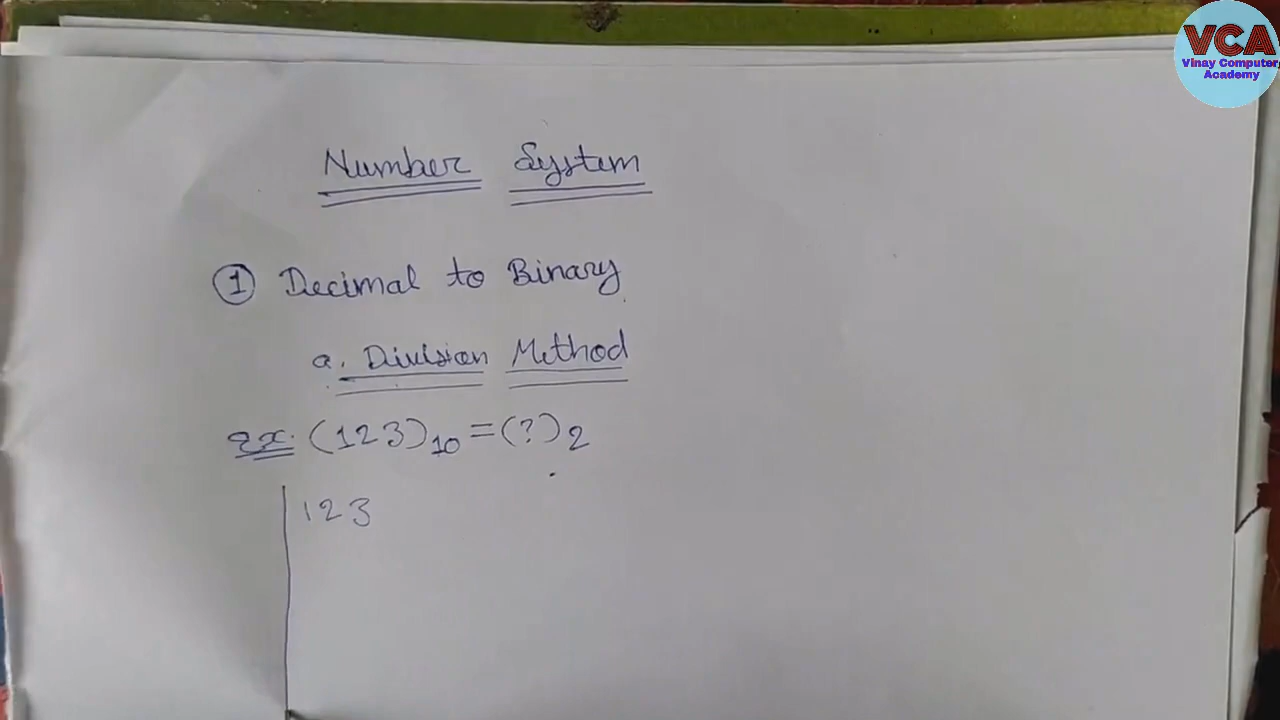 VCA
Vinay Computer
Academy
Number System
1 Decimal to Binary
a. Division Method
ex: (123)10 = (?)2
123